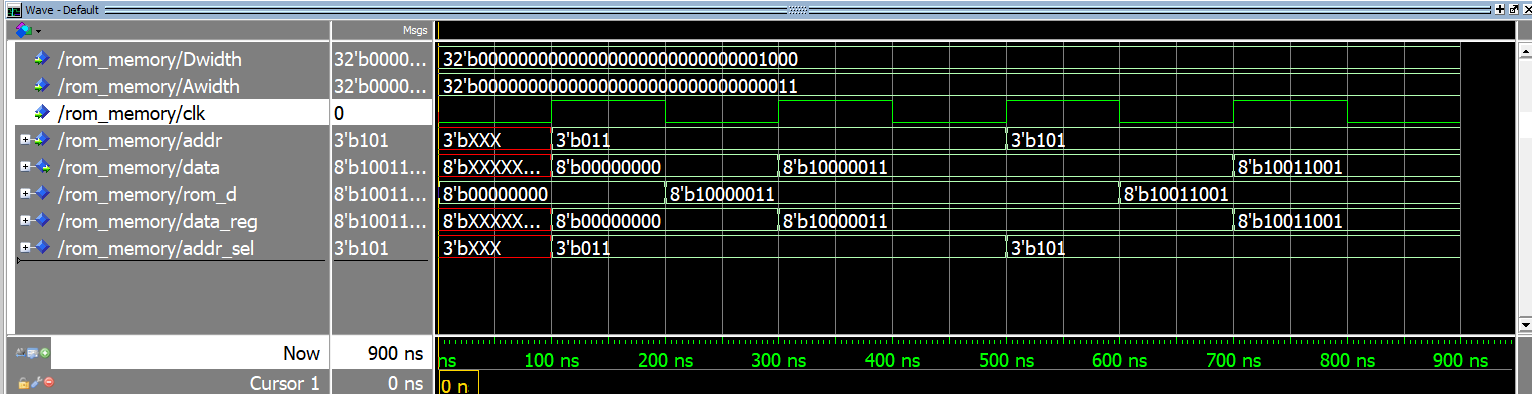 Wave - Default
Msgs
/rom_memory/Dwidth 32'b0000... 32'b00000000000000000000000000001000
/rom_memory/Awidth 32'b0000... 32'b00000000000000000000000000000011
/rom_memory/clk 0
/rom_memory/addr 3'b101 3'bXXX 3'b011 3'b101
/rom_memory/data 8'b10011... 8'bXXXXX... 8'b00000000 8'b10000011 8'b10011001
/rom_memory/rom_d 8'b10011... 8'b00000000 8'b10000011 8'b10011001
/rom_memory/data_reg 8'b10011... 8'bXXXXX... 8'b00000000 8'b10000011 8'b10011001
/rom_memory/addr_sel 3'b101 3'bXXX 3'b011 3'b101
Now 900 ns ns 100 ns 200 ns 300 ns 400 ns 500 ns 600 ns 700 ns 800 ns 900 ns
Cursor 1 0 ns 0 n